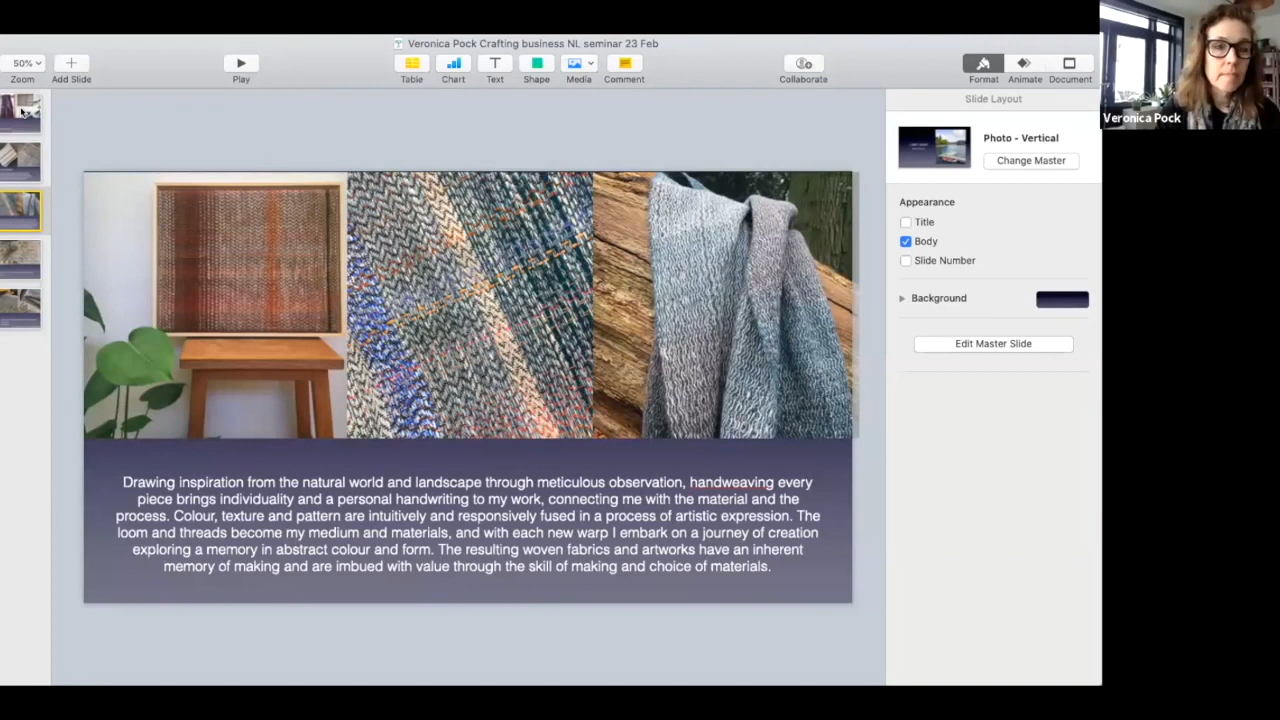 Veronica Pock Crafting business NL seminar 23 Feb
50%
Zoom
Add Slide
Play
Table
Chart
Text
Shape
Media
Comment
Collaborate
Format
Animate
Document
Veronica Pock
Slide Layout
Photo - Vertical
Change Master
Appearance
Title
Body
Slide Number
Background
Edit Master Slide
Drawing inspiration from the natural world and landscape through meticulous observation, handweaving every
piece brings individuality and a personal handwriting to my work, connecting me with the material and the
process. Colour, texture and pattern are intuitively and responsively fused in a process of artistic expression. The
loom and threads become my medium and materials, and with each new warp I embark on a journey of creation
exploring a memory in abstract colour and form. The resulting woven fabrics and artworks have an inherent
memory of making and are imbued with value through the skill of making and choice of materials.